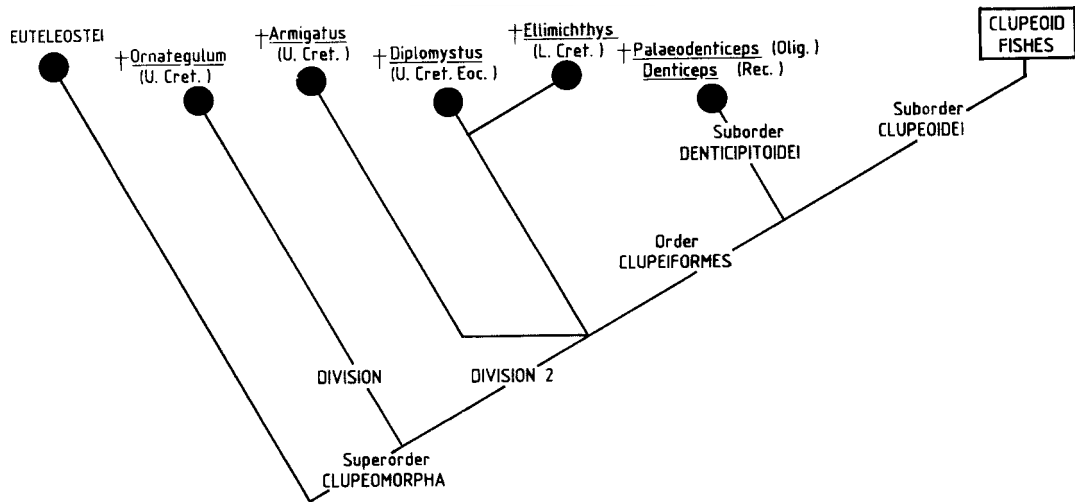 EUTELEOSTEI
†Ornategulum
(U. Cret.)
†Armigatus
(U. Cret.)
†Diplomystus
(U. Cret. Eoc.)
†Ellimichthys
(L. Cret.)
†Palaeodenticeps (Olig.)
Denticeps (Rec.)
CLUPEOID
FISHES
Suborder
DENTICIPITOIDEI
Suborder
CLUPEOIDEI
Order
CLUPEIFORMES
DIVISION
DIVISION 2
Superorder
CLUPEOMORPHA